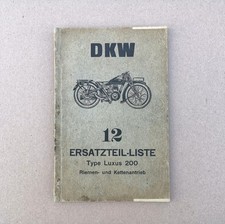 DKW
12
ERSATZTEIL-LISTE
Type Luxus 200
Riemen- und Kettenantrieb